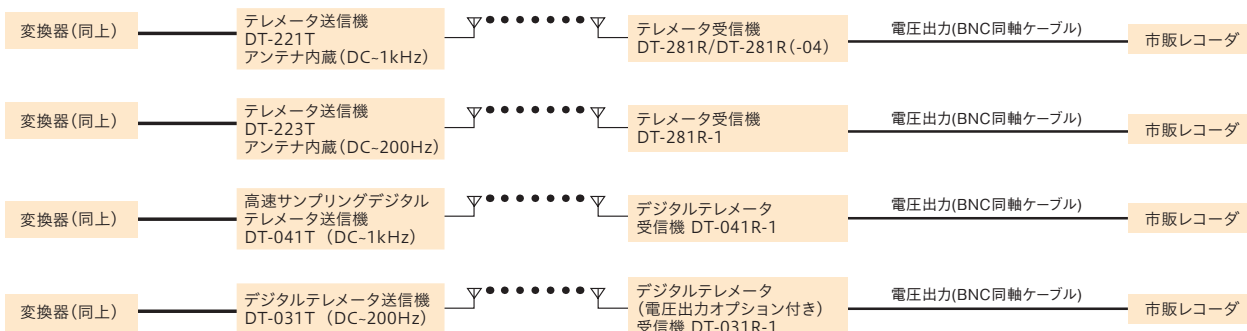 変換器(同上)
テレメータ送信機
DT-221T
アンテナ内蔵(DC~1kHz)
テレメータ受信機
DT-281R/DT-281R(-04)
電圧出力(BNC同軸ケーブル)
市販レコーダ
変換器(同上)
テレメータ送信機
DT-223T
アンテナ内蔵(DC~200Hz)
テレメータ受信機
DT-281R-1
電圧出力(BNC同軸ケーブル)
市販レコーダ
変換器(同上)
高速サンプリングデジタル
テレメータ送信機
DT-041T (DC~1kHz)
デジタルテレメータ
受信機 DT-041R-1
電圧出力(BNC同軸ケーブル)
市販レコーダ
変換器(同上)
デジタルテレメータ送信機
DT-031T (DC~200Hz)
デジタルテレメータ
(電圧出力オプション付き)
受信機 DT-031R-1
電圧出力(BNC同軸ケーブル)
市販レコーダ